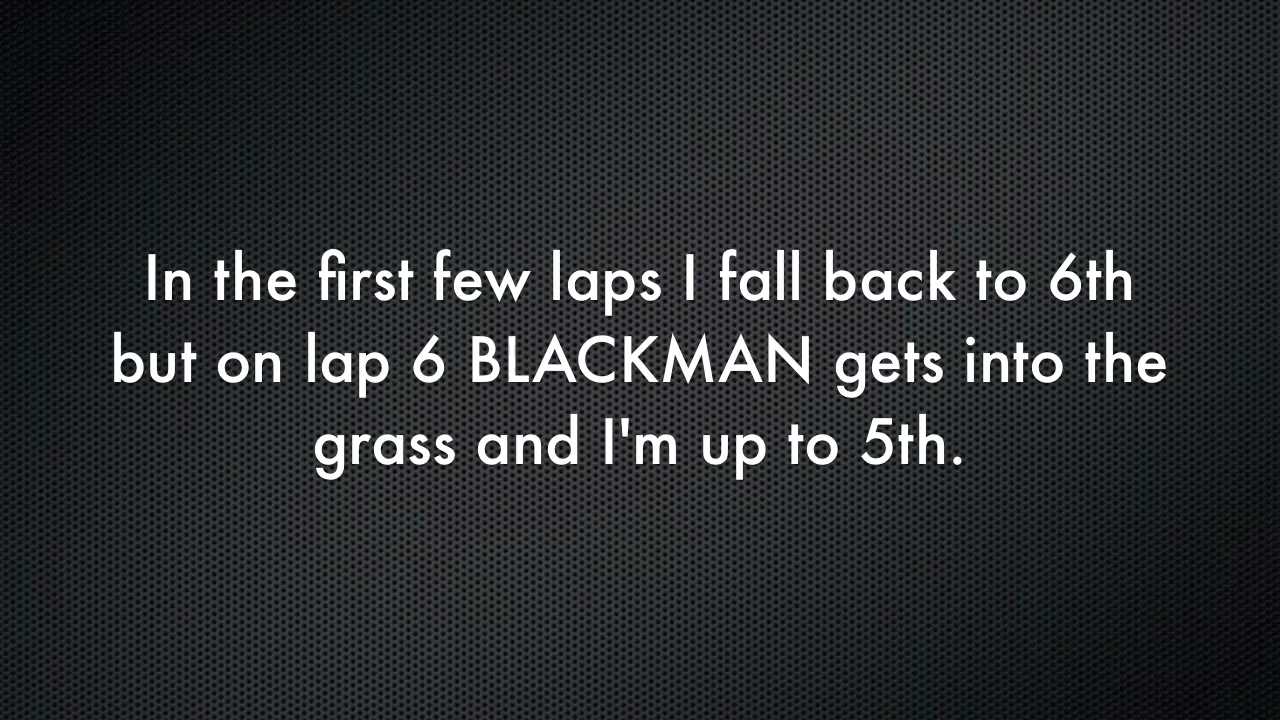 In the first few laps I fall back to 6th
but on lap 6 BLACKMAN gets into the
grass and I'm up to 5th.